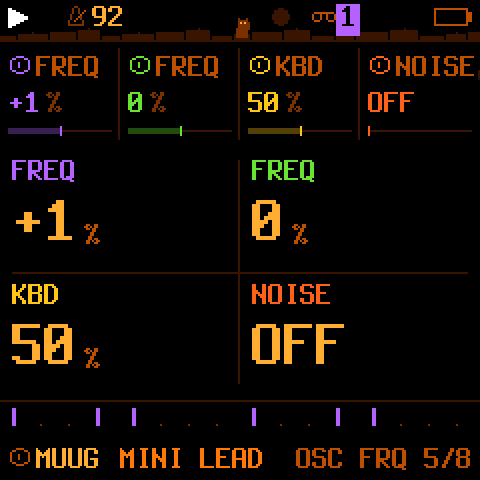 92 1
FREQ FREQ KBD NOISE
+1 % 0 % 50 % OFF
FREQ FREQ
+1 % 0 %
KBD NOISE
50 % OFF
MUUG MINI LEAD OSC FRQ 5/8